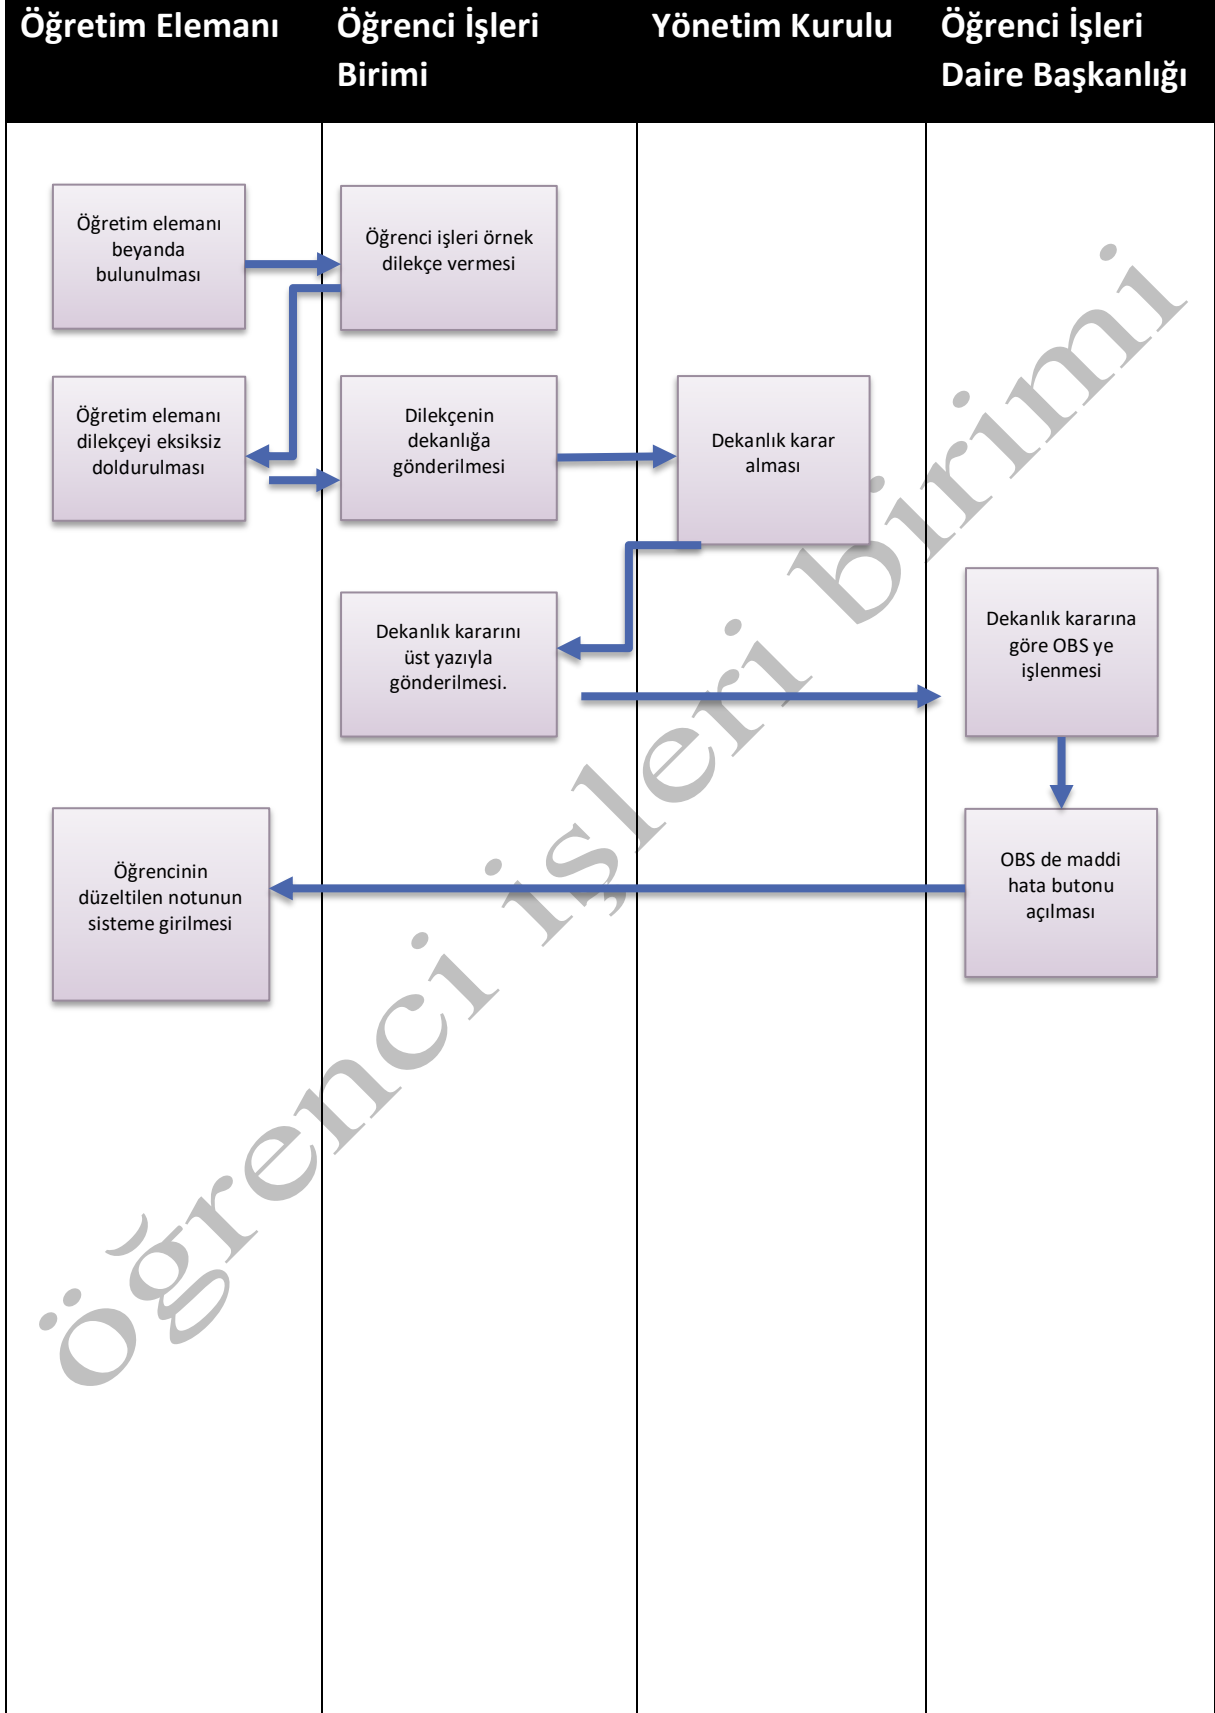 Öğretim Elemanı
Öğrenci İşleri
Birimi
Yönetim Kurulu
Öğrenci İşleri
Daire Başkanlığı
Öğretim elemanı
beyanda
bulunulması
Öğrenci işleri örnek
dilekçe vermesi
Öğretim elemanı
dilekçeyi eksiksiz
doldurulması
Dilekçenin
dekanlığa
gönderilmesi
Dekanlık karar
alması
Dekanlık kararını
üst yazıyla
gönderilmesi.
Dekanlık kararına
göre OBS ye
işlenmesi
Öğrencinin
düzeltilen notunun
sisteme girilmesi
OBS de maddi
hata butonu
açılması
öğrenci işleri birimi